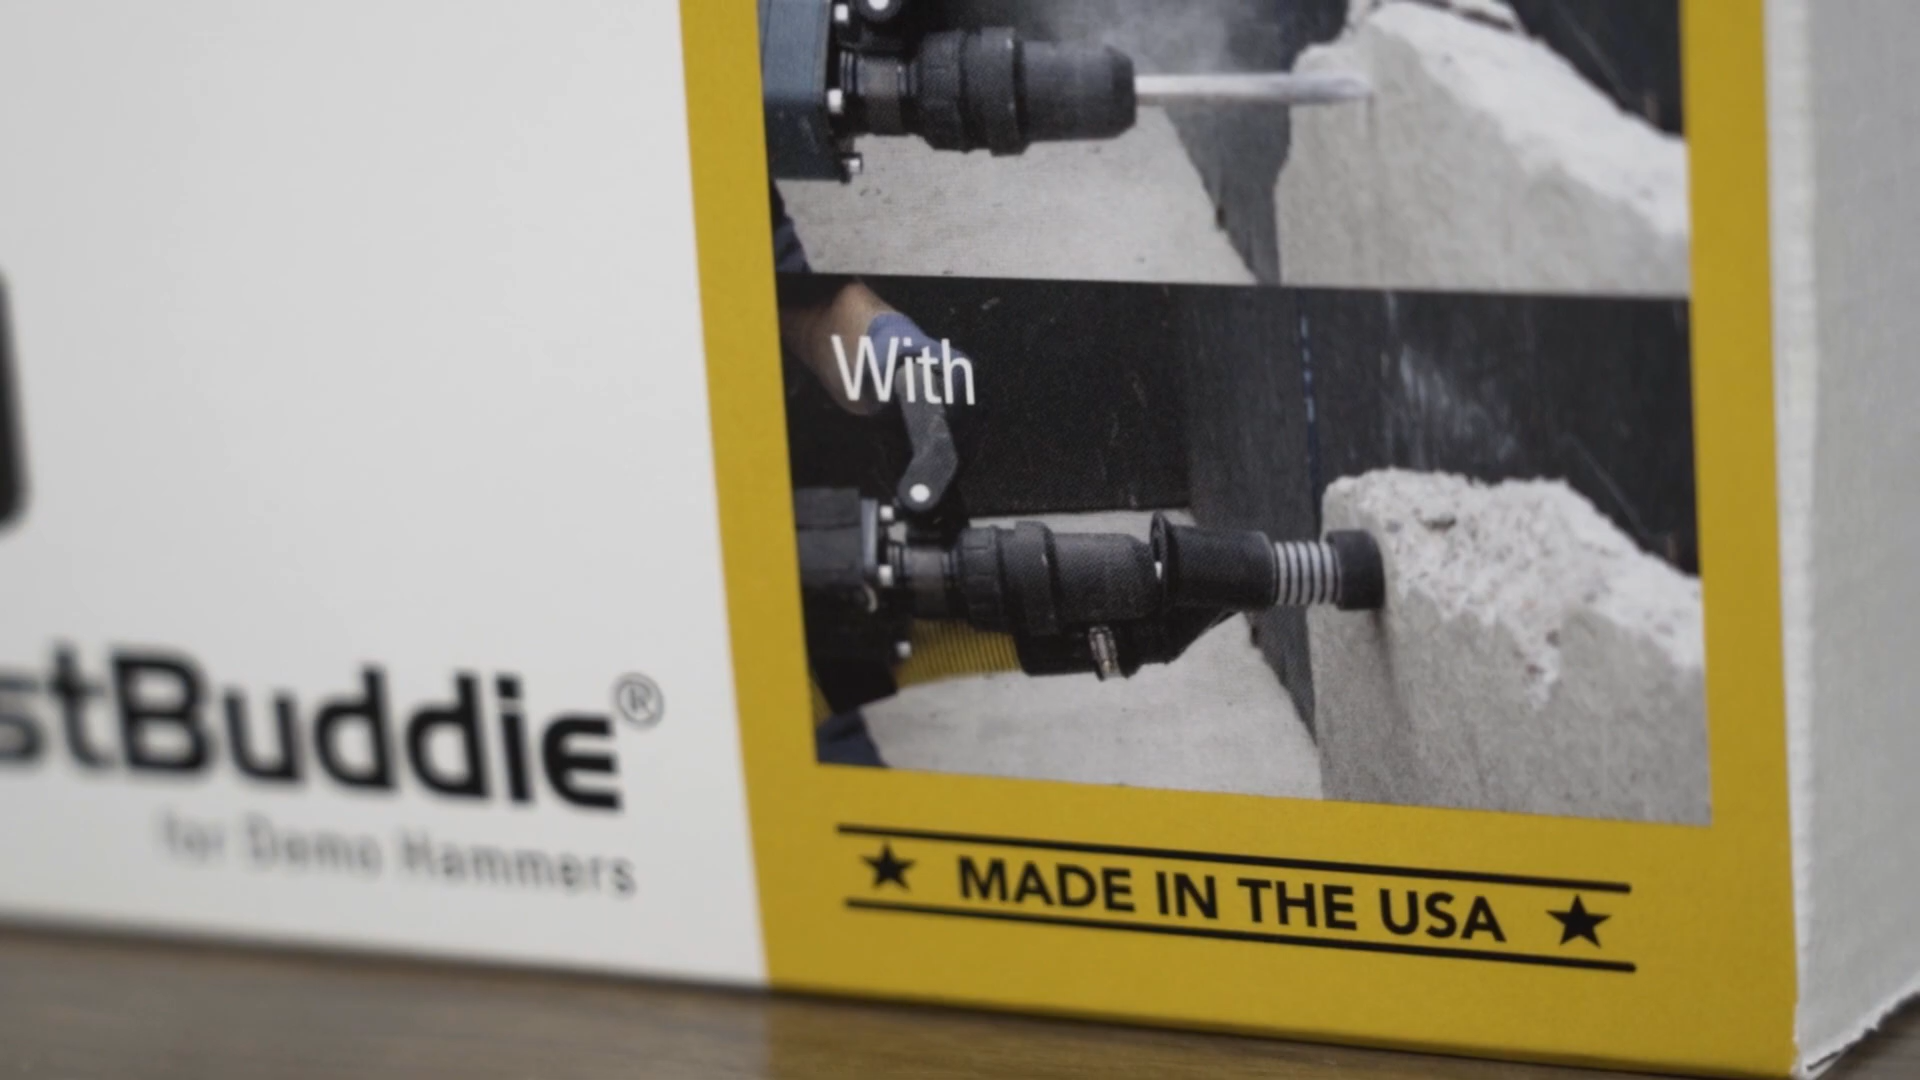 With
stBuddie®
for Demo Hammers
★ MADE IN THE USA ★